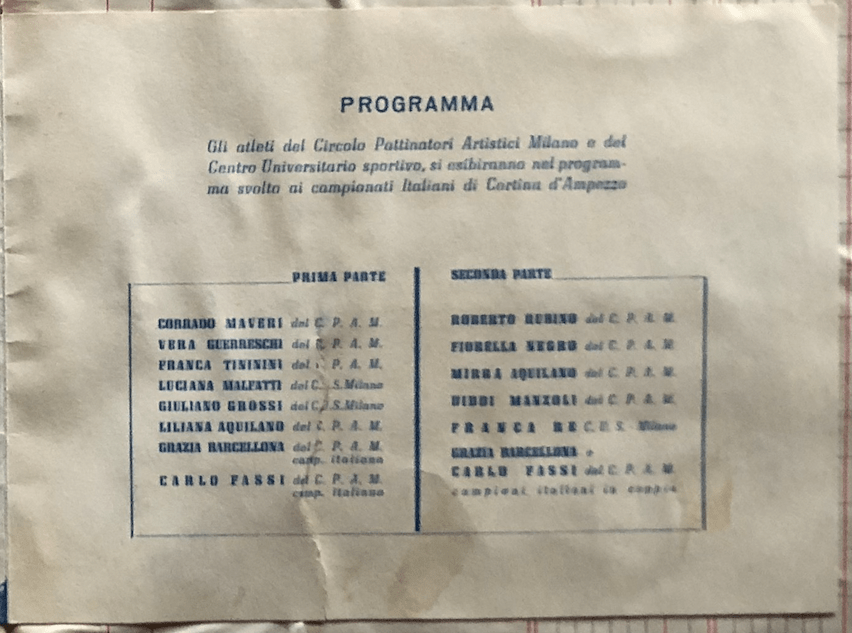 PROGRAMMA
Gli atleti del Circolo Pattinatori Artistici Milano e del
Centro Universitario sportivo, si esibiranno nel program-
ma svolto ai campionati Italiani di Cortina d'Ampezzo
PRIMA PARTE
CORRADO MAVERI del C. P. A. M.
VERA GUERRESCHI del C. P. A. M.
FRANCA TININI del P. A. M.
LUCIANA MALFATTI del C. S. Milano
GIULIANO GROSSI del C. S. Milano
LILIANA AQUILANO del C. P. A. M.
GRAZIA BARCELLONA del C. P. A. M.
camp. italiana
CARLO FASSI del C. P. A. M.
camp. italiano
SECONDA PARTE
ROBERTO RUBINO del C. P. A. M.
FIORELLA NEGRO del C. P. A. M
MIRRA AQUILANO del C. P. A. M.
DIDDI MANZOLI del C. P. A. M.
FRANCA RE C. U. S. - Milano
GRAZIA BARCELLONA e
CARLO FASSI del C. P. A. M.
campioni italiani in coppia